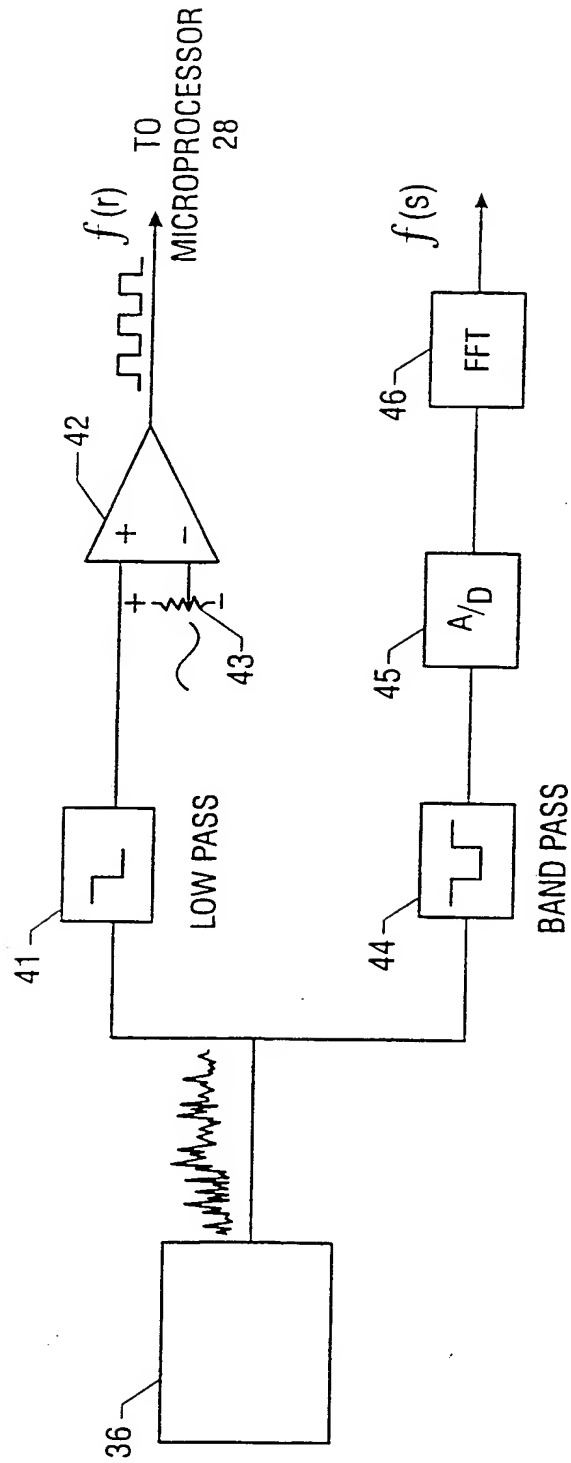 36
41
LOW PASS
+
-
43
+
-
42
f(r)
TO
MICROPROCESSOR
28
44
BAND PASS
45
A/D
46
FFT
f(s)